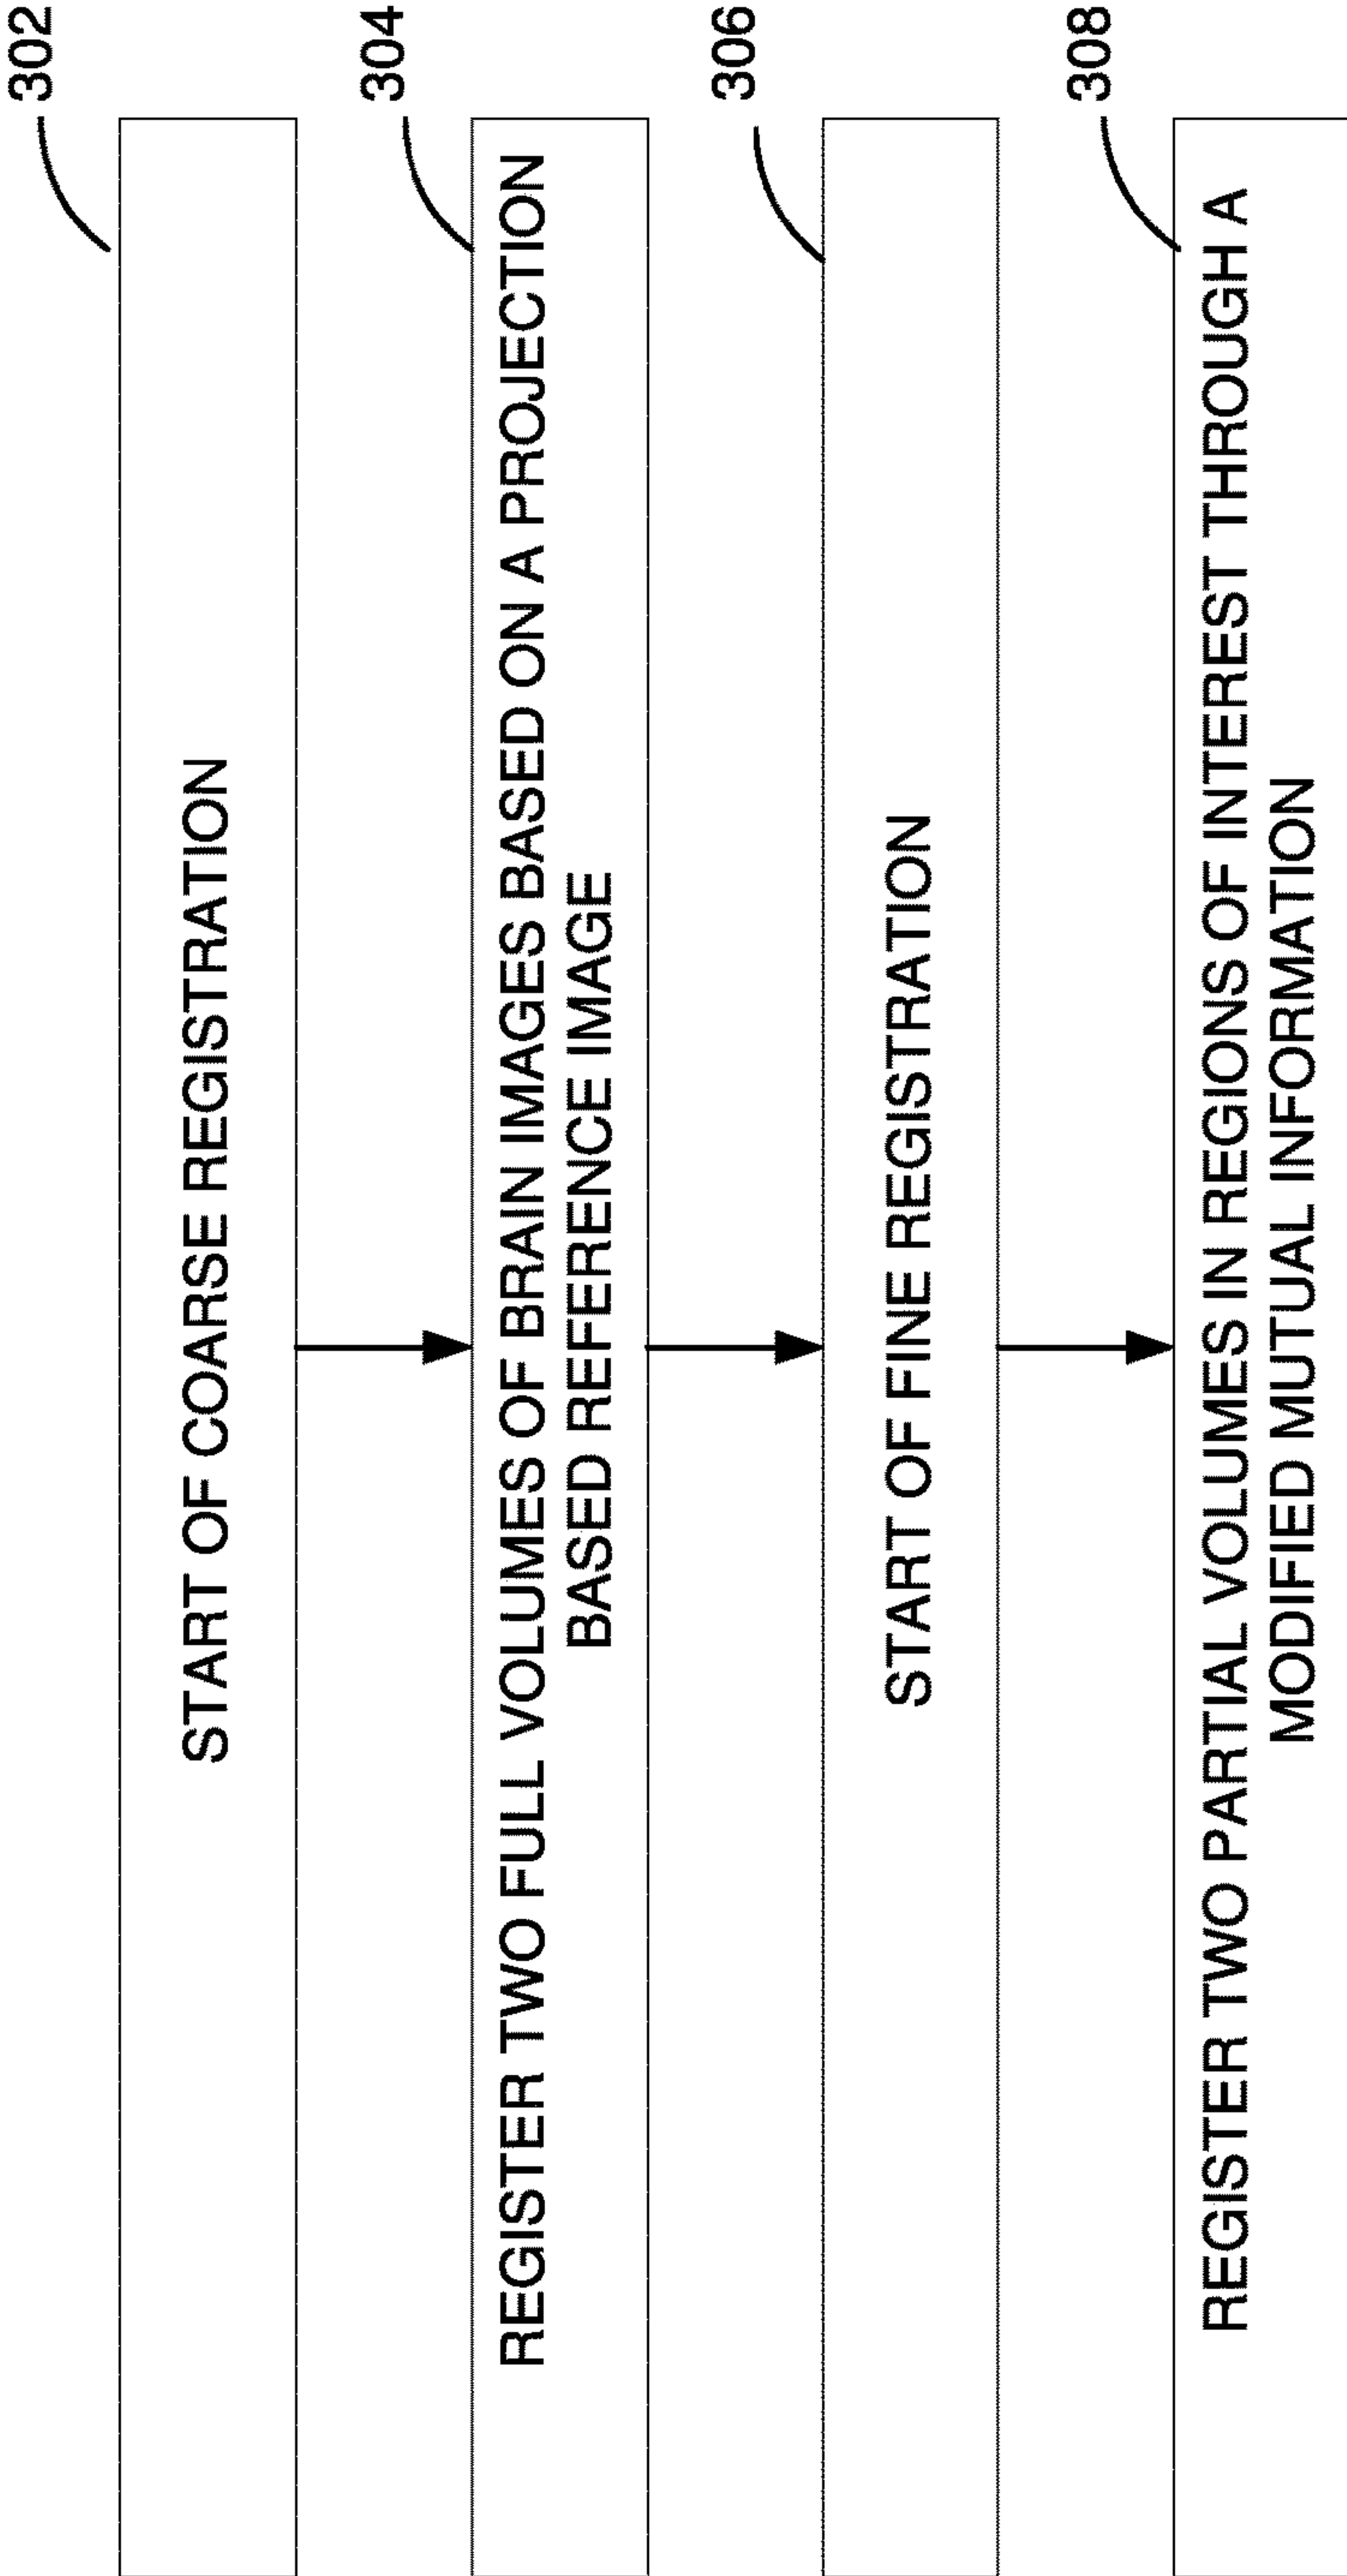 302
START OF COARSE REGISTRATION
304
REGISTER TWO FULL VOLUMES OF BRAIN IMAGES BASED ON A PROJECTION
BASED REFERENCE IMAGE
306
START OF FINE REGISTRATION
308
REGISTER TWO PARTIAL VOLUMES IN REGIONS OF INTEREST THROUGH A
MODIFIED MUTUAL INFORMATION